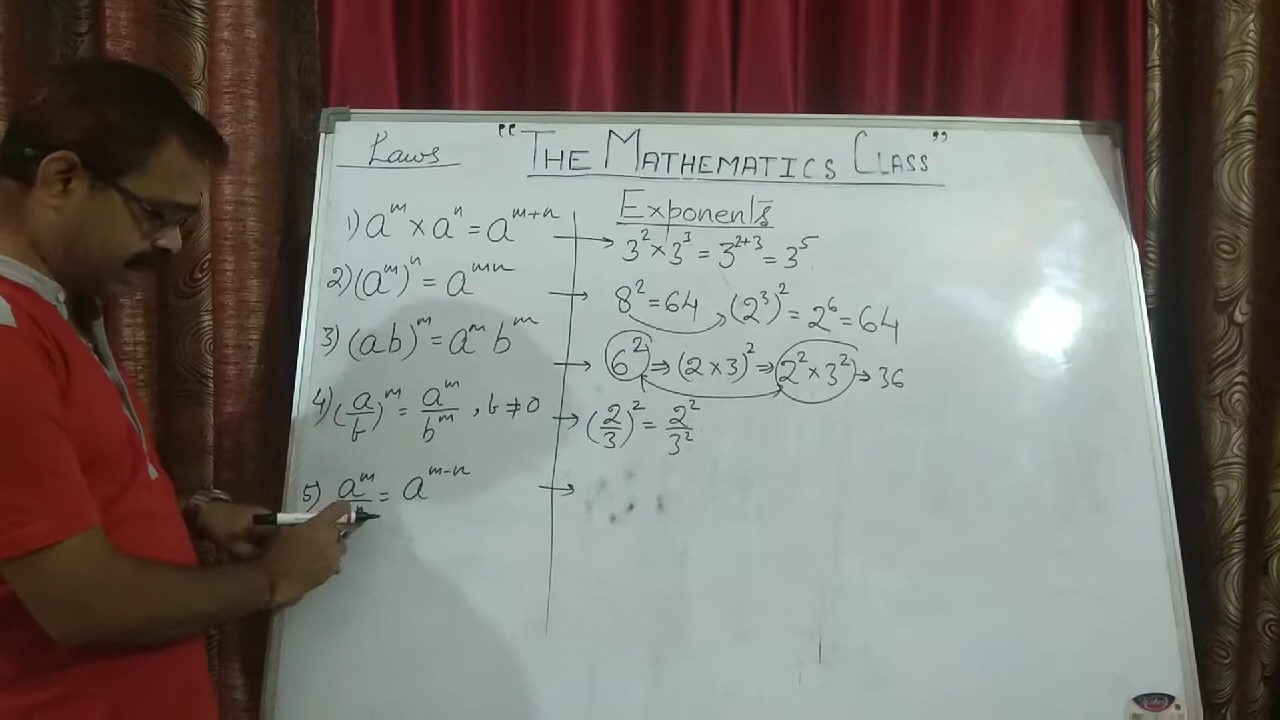 Laws
"THE MATHEMATICS CLASS"
Exponents
1) a^m × a^n = a^{m+n} → 3^2 × 3^3 = 3^{2+3} = 3^5
2) (a^m)^n = a^{mn} → 8^2 = 64 (2^3)^2 = 2^6 = 64
3) (ab)^m = a^m b^m → 6^2 ⇒ (2 × 3)^2 ⇒ 2^2 × 3^2 → 36
4) (a/b)^m = a^m/b^m , b ≠ 0 → (2/3)^2 = 2^2/3^2
5) a^m/ ^n = a^{m-n} →